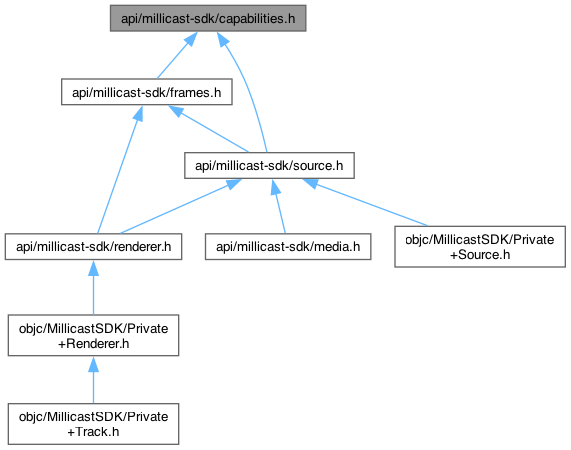 api/millicast-sdk/capabilities.h
api/millicast-sdk/frames.h
api/millicast-sdk/source.h
api/millicast-sdk/renderer.h
api/millicast-sdk/media.h
objc/MillicastSDK/Private
+Source.h
objc/MillicastSDK/Private
+Renderer.h
objc/MillicastSDK/Private
+Track.h